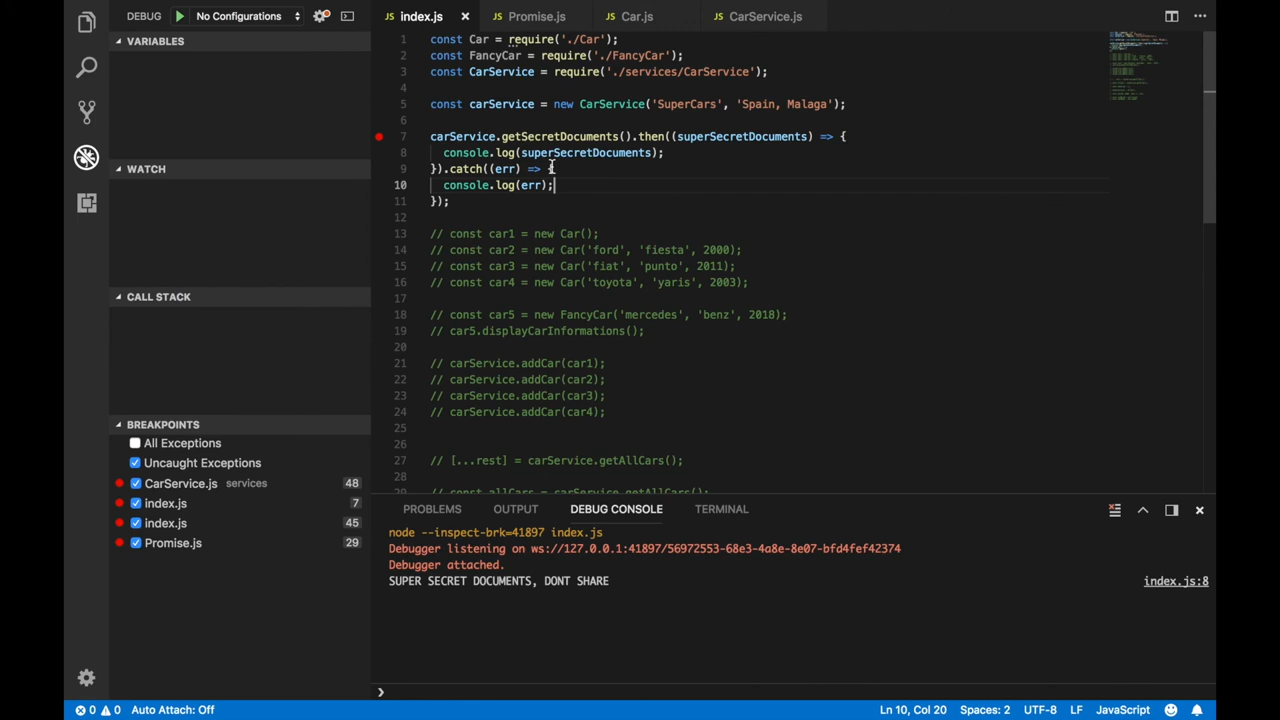 DEBUG
No Configurations
index.js
Promise.js
Car.js
CarService.js
VARIABLES
WATCH
CALL STACK
BREAKPOINTS
All Exceptions
Uncaught Exceptions
CarService.js services 48
index.js 7
index.js 45
Promise.js 29
1 const Car = require('./Car');
2 const FancyCar = require('./FancyCar');
3 const CarService = require('./services/CarService');
4
5 const carService = new CarService('SuperCars', 'Spain, Malaga');
6
7 carService.getSecretDocuments().then((superSecretDocuments) => {
8 console.log(superSecretDocuments);
9 }).catch((err) => {
10 console.log(err);
11 });
12
13 // const car1 = new Car();
14 // const car2 = new Car('ford', 'fiesta', 2000);
15 // const car3 = new Car('fiat', 'punto', 2011);
16 // const car4 = new Car('toyota', 'yaris', 2003);
17
18 // const car5 = new FancyCar('mercedes', 'benz', 2018);
19 // car5.displayCarInformations();
20
21 // carService.addCar(car1);
22 // carService.addCar(car2);
23 // carService.addCar(car3);
24 // carService.addCar(car4);
25
26
27 // [...rest] = carService.getAllCars();
28
29 // const allCars = carService.getAllCars();
PROBLEMS OUTPUT DEBUG CONSOLE TERMINAL
node --inspect-brk=41897 index.js
Debugger listening on ws://127.0.0.1:41897/56972553-68e3-4a8e-8e07-bfd4fef42374
Debugger attached.
SUPER SECRET DOCUMENTS, DONT SHARE index.js:8
0 0 Auto Attach: Off Ln 10, Col 20 Spaces: 2 UTF-8 LF JavaScript